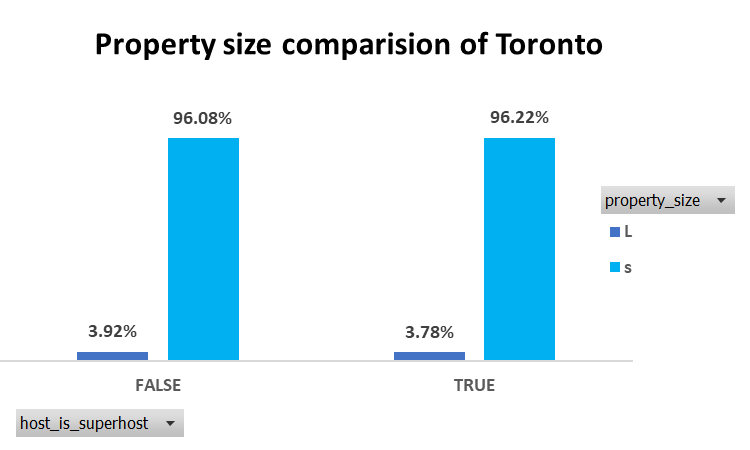 Property size comparision of Toronto
96.08%
96.22%
property_size
L
s
3.92%
3.78%
FALSE
TRUE
host_is_superhost